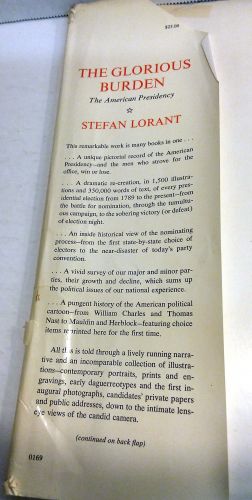 $25.00
THE GLORIOUS
BURDEN
The American Presidency
☆
STEFAN LORANT
This remarkable work is many books in one . . .
. . . A unique pictorial record of the American
Presidency—and the men who strove for the
office, win or lose.
. . . A dramatic re-creation, in 1,500 illustra-
tions and 350,000 words of text, of every pres-
idential election from 1789 to the present—from
the battle for nomination, through the tumultu-
ous campaign, to the sobering victory (or defeat)
of election night.
. . . An inside historical view of the nominating
process—from the first state-by-state choice of
electors to the near-disaster of today's party
convention.
. . . A vivid survey of our major and minor par-
ties, their growth and decline, which sums up
the political issues of our national experience.
. . . A pungent history of the American political
cartoon—from William Charles and Thomas
Nast to Mauldin and Herblock—featuring choice
items reprinted here for the first time.
All this is told through a lively running narra-
tive and an incomparable collection of illustra-
tions—contemporary portraits, prints and en-
gravings, early daguerreotypes and the first in-
augural photographs, candidates' private papers
and public addresses, down to the intimate lens-
eye views of the candid camera.
(continued on back flap)
0169